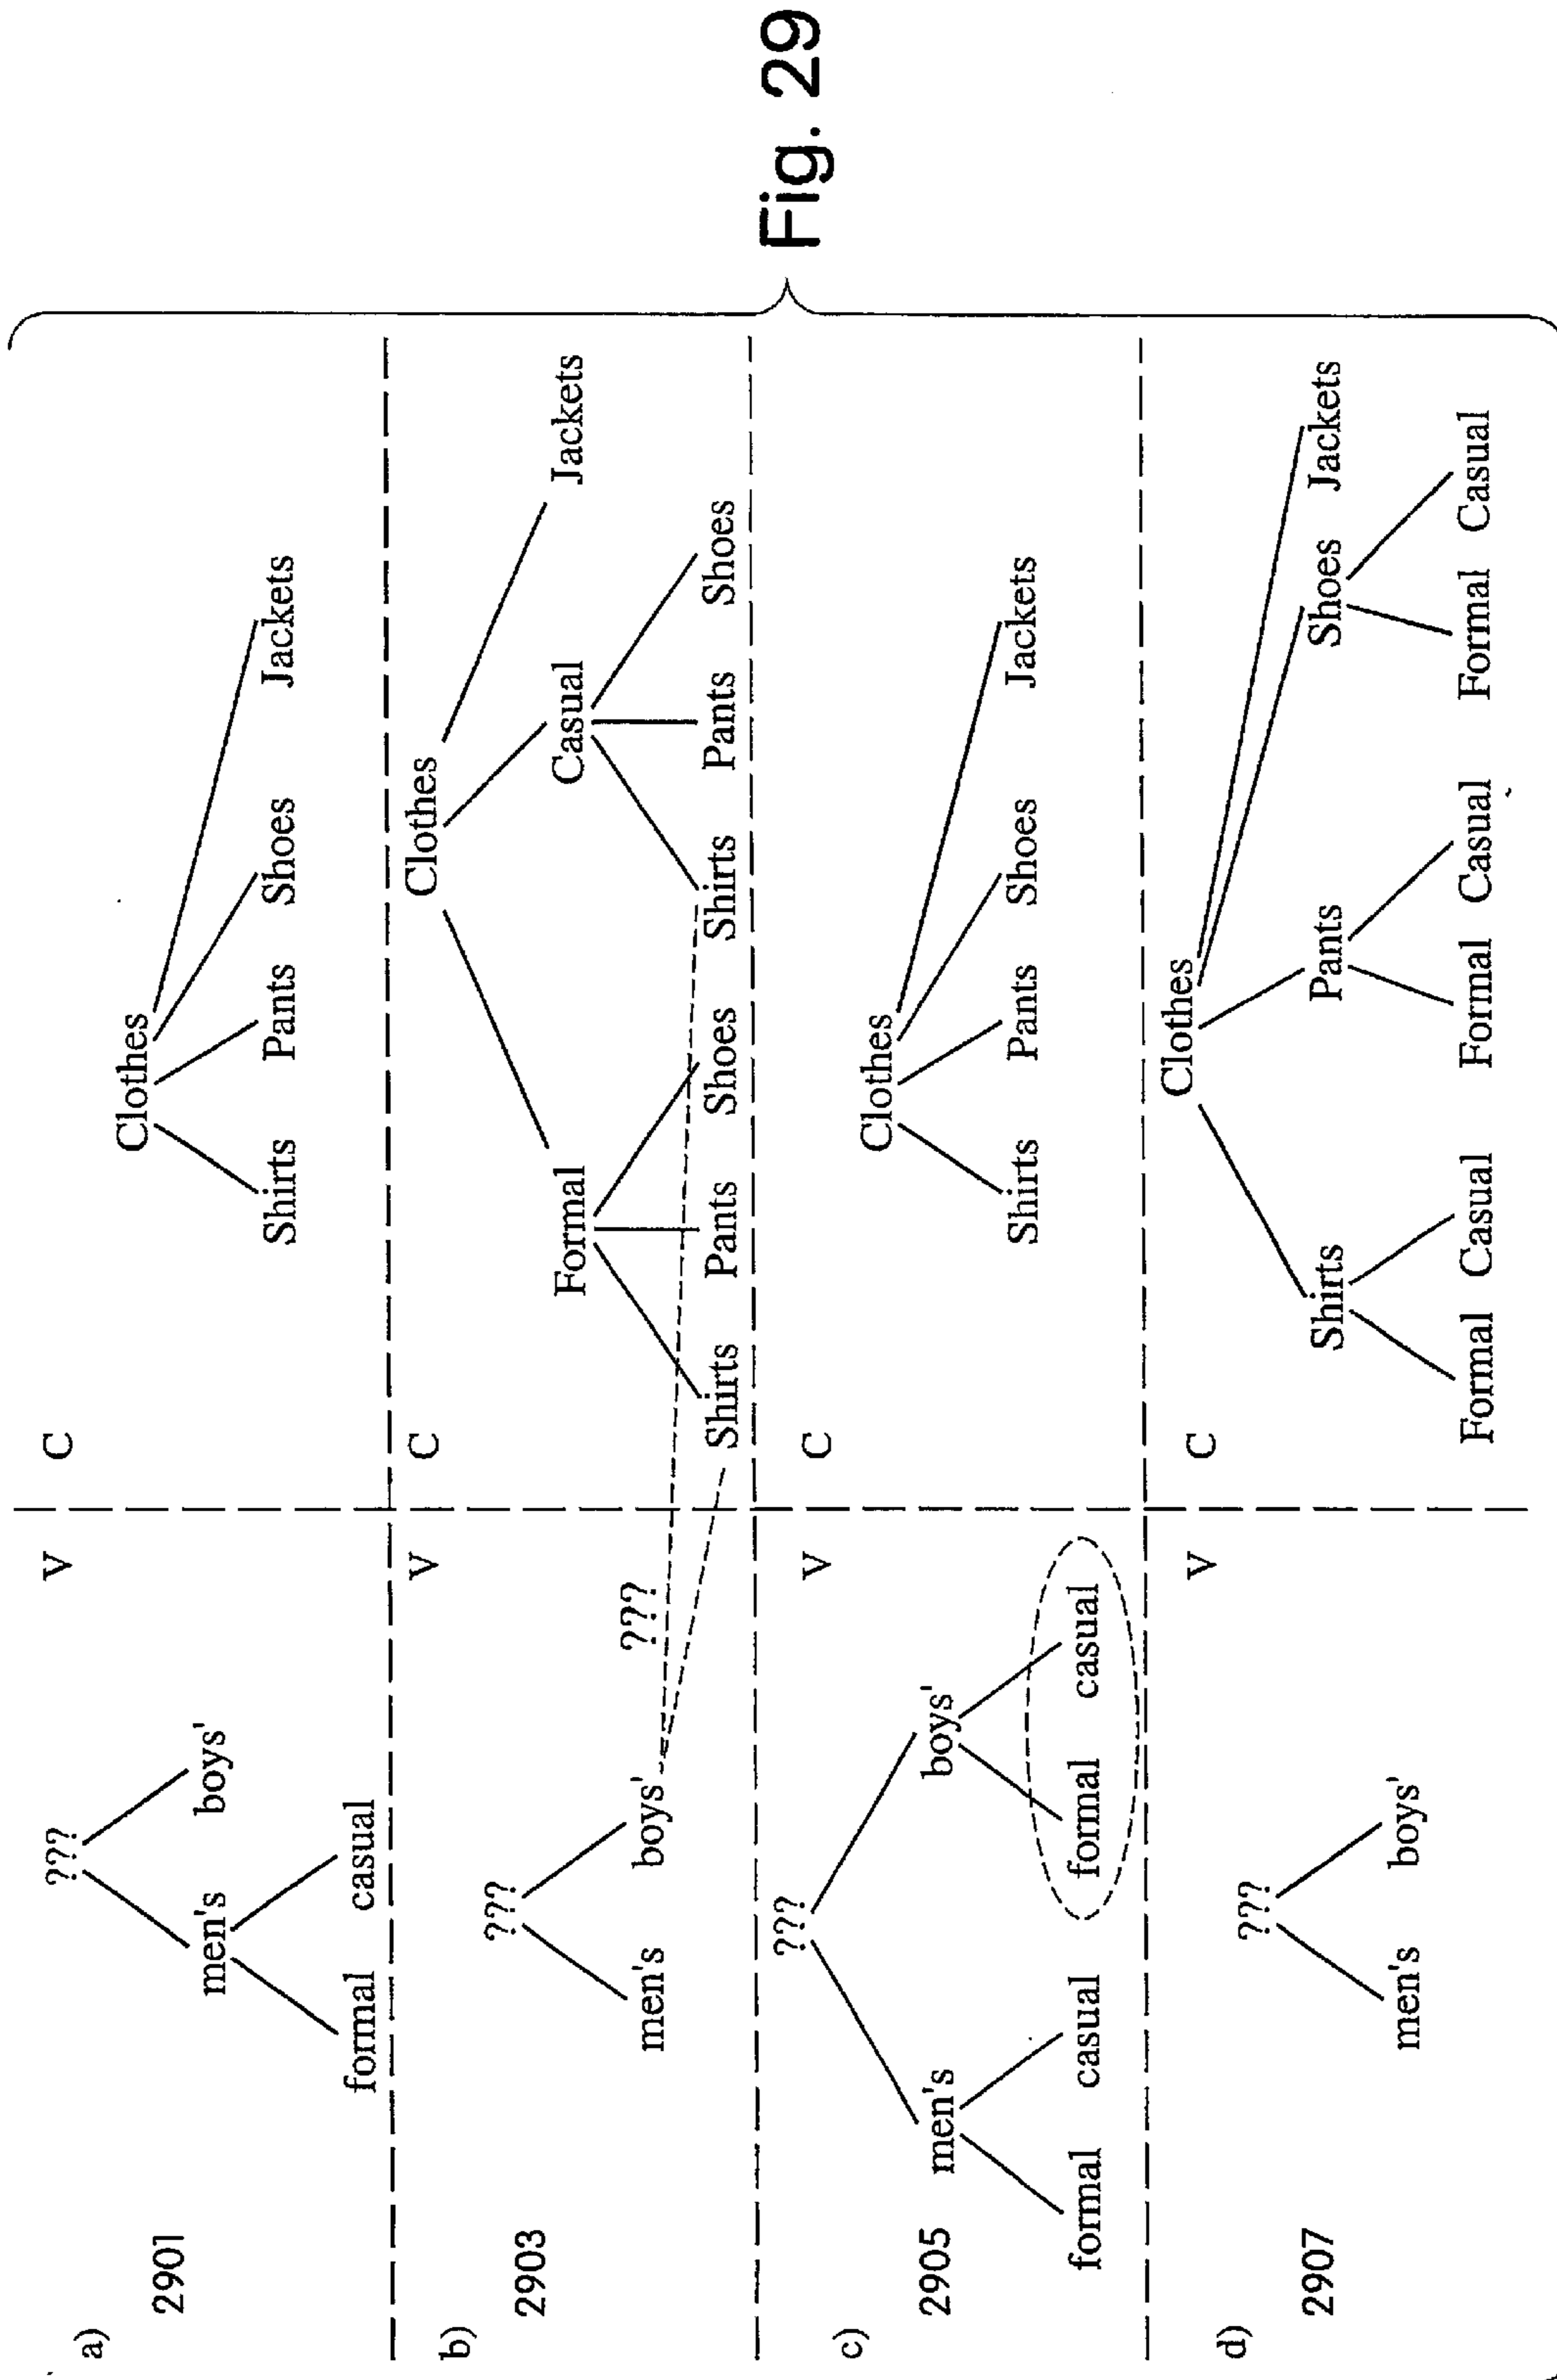 a)
2901
V
C
???
men's boys'
formal casual
Clothes
Shirts Pants Shoes Jackets
b)
2903
V
C
???
men's boys'
???
Clothes
Formal Casual Jackets
Shirts Pants Shoes Shirts Pants Shoes
c)
2905
V
C
???
men's boys'
formal casual formal casual
Clothes
Shirts Pants Shoes Jackets
d)
2907
V
C
???
men's boys'
Clothes
Shirts Pants Shoes Jackets
Formal Casual Formal Casual Formal Casual
Fig. 29